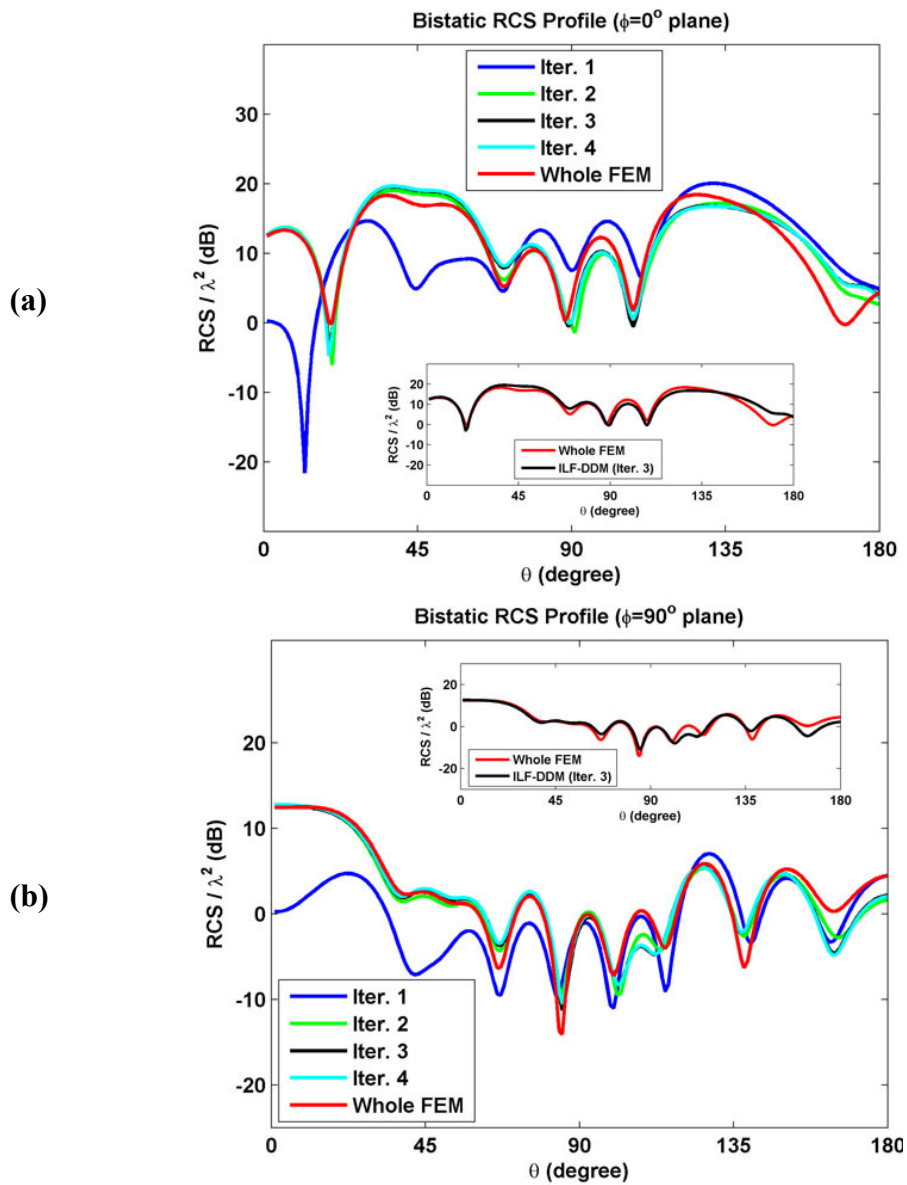 (a)
Bistatic RCS Profile (ϕ=0° plane)
RCS / λ² (dB)
30
20
10
0
-10
-20
Iter. 1
Iter. 2
Iter. 3
Iter. 4
Whole FEM
RCS / λ² (dB)
20
10
0
-10
-20
Whole FEM
ILF-DDM (Iter. 3)
0 45 90 135 180
θ (degree)
0 45 90 135 180
θ (degree)
(b)
Bistatic RCS Profile (ϕ=90° plane)
RCS / λ² (dB)
20
10
0
-10
-20
RCS / λ² (dB)
20
0
-20
Whole FEM
ILF-DDM (Iter. 3)
0 45 90 135 180
θ (degree)
Iter. 1
Iter. 2
Iter. 3
Iter. 4
Whole FEM
0 45 90 135 180
θ (degree)